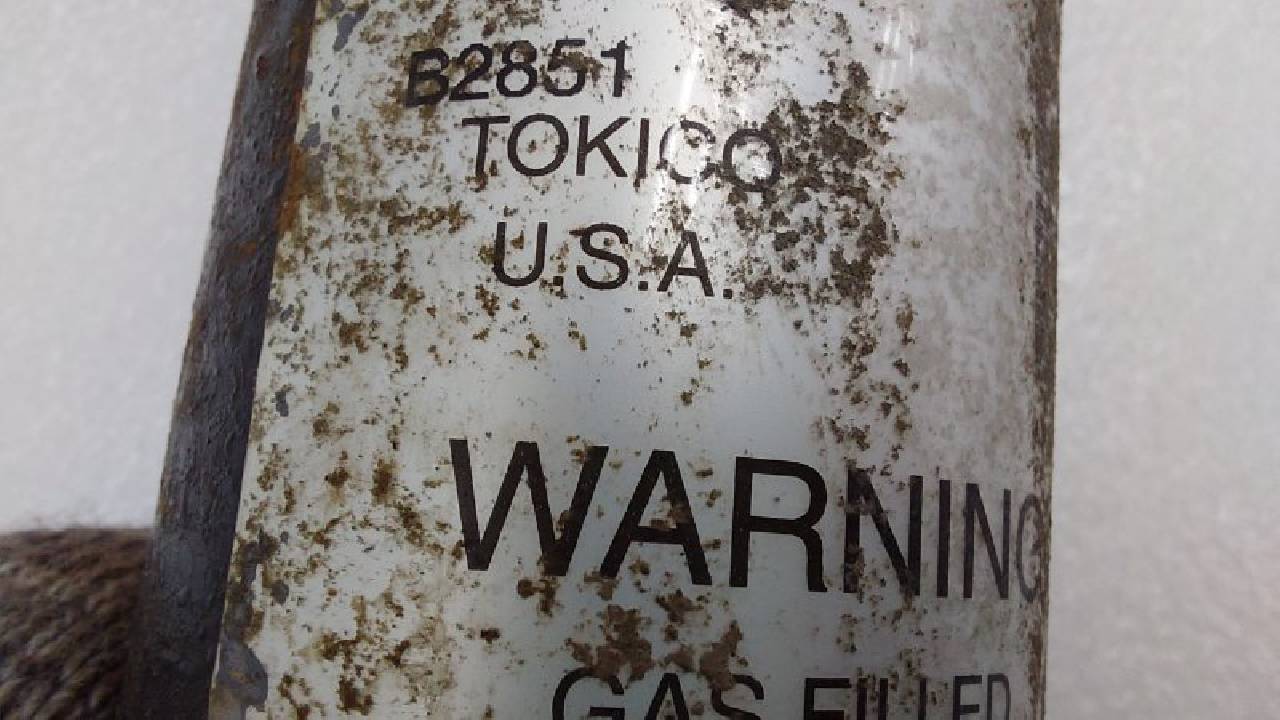 B2851
TOKICO
U.S.A.
WARNING
GAS FILLED